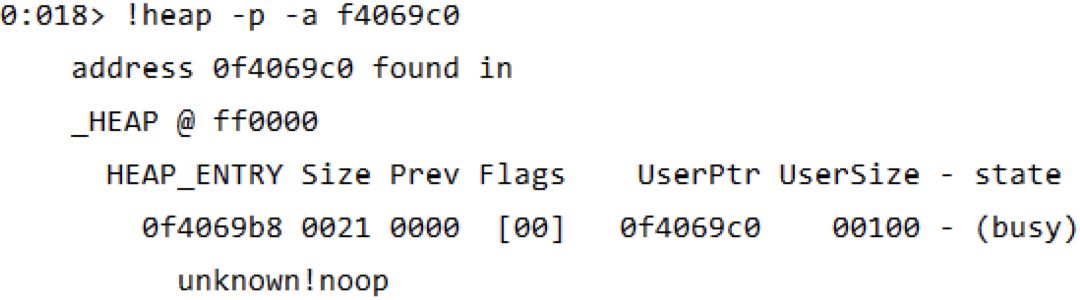 0:018> !heap -p -a f4069c0
address 0f4069c0 found in
_HEAP @ ff0000
HEAP_ENTRY Size Prev Flags UserPtr UserSize - state
0f4069b8 0021 0000 [00] 0f4069c0 00100 - (busy)
unknown!noop